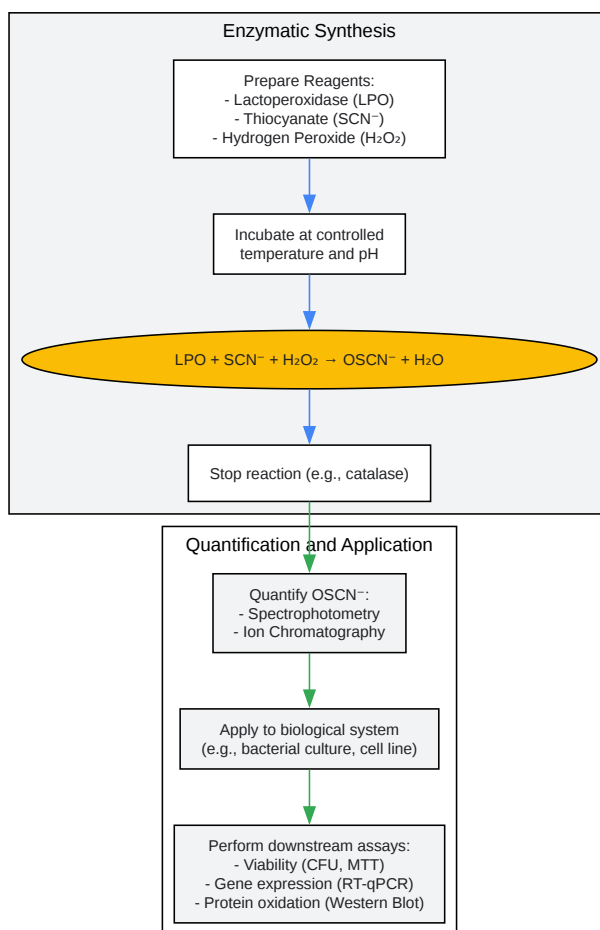 Enzymatic Synthesis
Prepare Reagents:
- Lactoperoxidase (LPO)
- Thiocyanate (SCN⁻)
- Hydrogen Peroxide (H₂O₂)
Incubate at controlled
temperature and pH
LPO + SCN⁻ + H₂O₂ → OSCN⁻ + H₂O
Stop reaction (e.g., catalase)
Quantification and Application
Quantify OSCN⁻:
- Spectrophotometry
- Ion Chromatography
Apply to biological system
(e.g., bacterial culture, cell line)
Perform downstream assays:
- Viability (CFU, MTT)
- Gene expression (RT-qPCR)
- Protein oxidation (Western Blot)